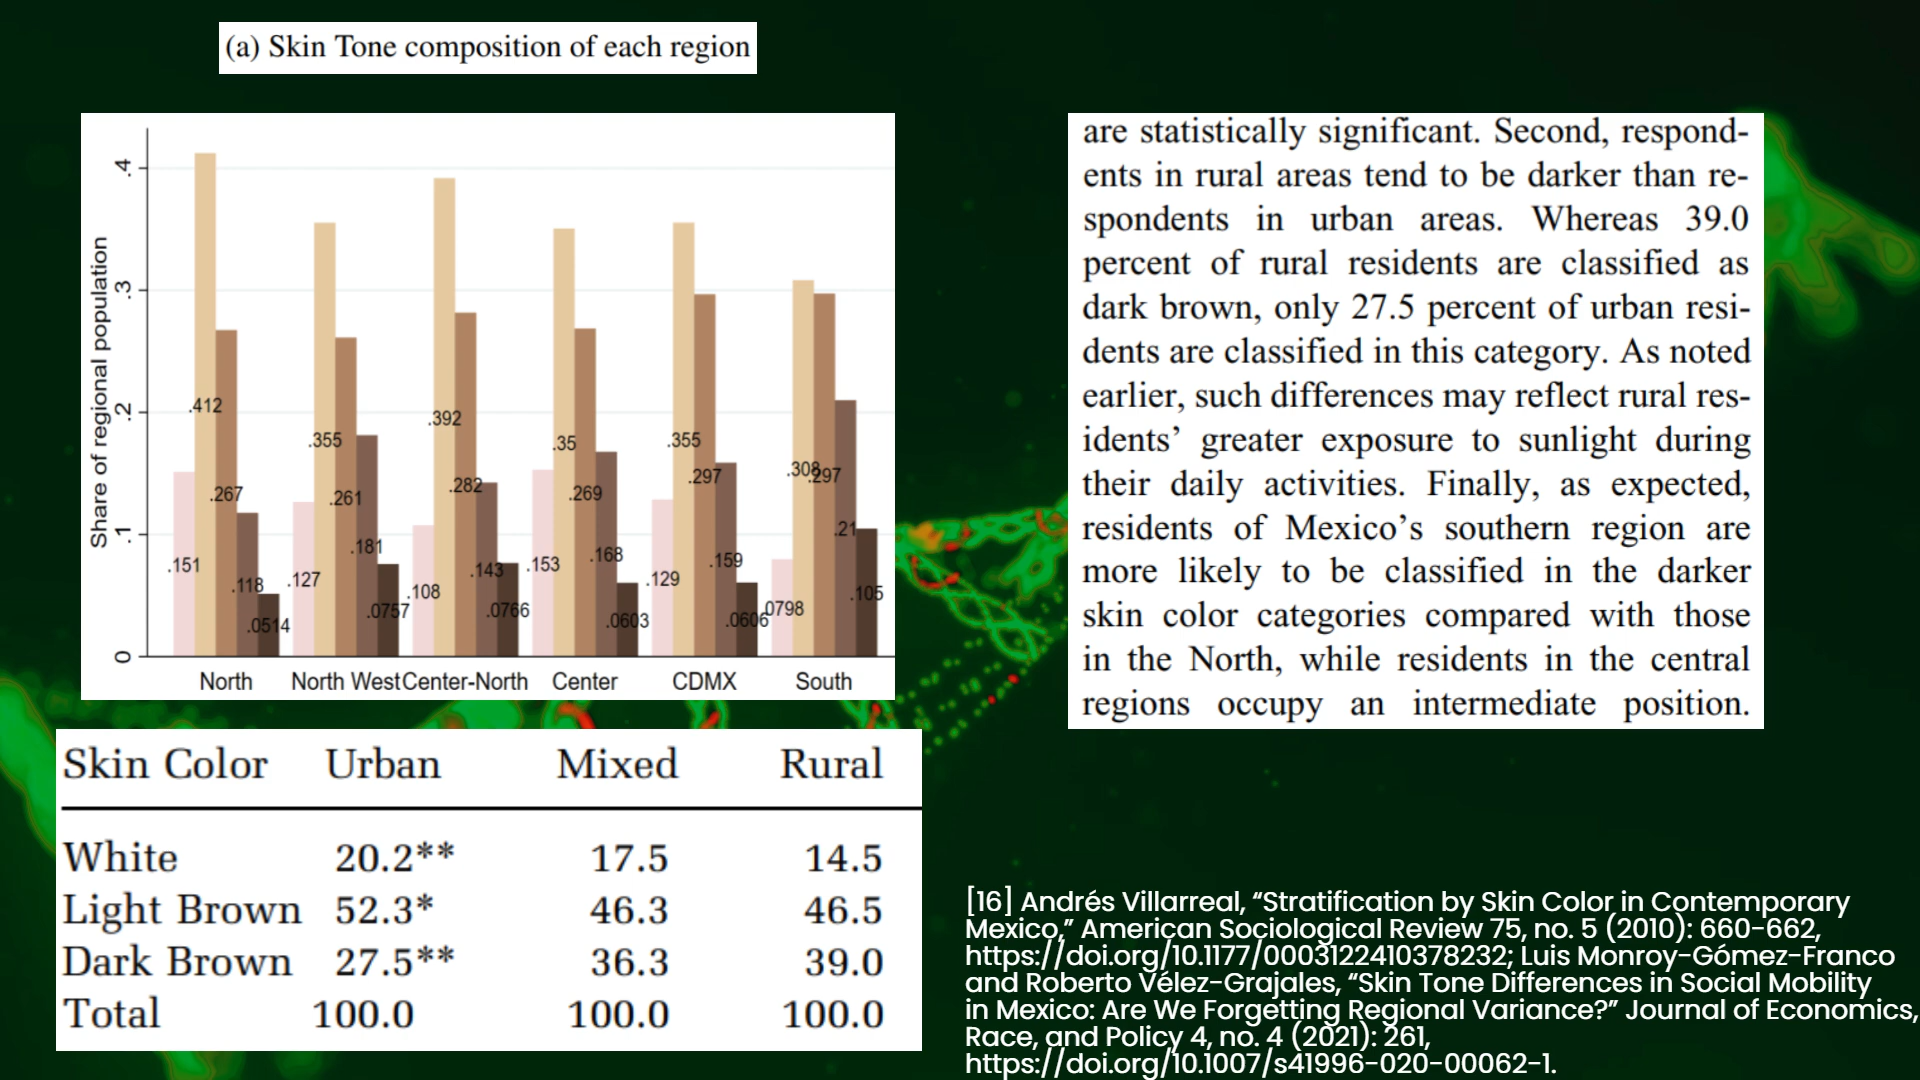 (a) Skin Tone composition of each region
Share of regional population
.4
.3
.2
.1
0
.151
.412
.267
.118
.0514
.127
.355
.261
.181
.0757
.108
.392
.282
.143
.0766
.153
.35
.269
.168
.0603
.129
.355
.297
.159
.0606
.0798
.308
.297
.21
.105
North
North West
Center-North
Center
CDMX
South
are statistically significant. Second, respond-
ents in rural areas tend to be darker than re-
spondents in urban areas. Whereas 39.0
percent of rural residents are classified as
dark brown, only 27.5 percent of urban resi-
dents are classified in this category. As noted
earlier, such differences may reflect rural res-
idents’ greater exposure to sunlight during
their daily activities. Finally, as expected,
residents of Mexico’s southern region are
more likely to be classified in the darker
skin color categories compared with those
in the North, while residents in the central
regions occupy an intermediate position.
Skin Color Urban Mixed Rural
White 20.2** 17.5 14.5
Light Brown 52.3* 46.3 46.5
Dark Brown 27.5** 36.3 39.0
Total 100.0 100.0 100.0
[16] Andrés Villarreal, “Stratification by Skin Color in Contemporary
Mexico,” American Sociological Review 75, no. 5 (2010): 660-662,
https://doi.org/10.1177/0003122410378232; Luis Monroy-Gómez-Franco
and Roberto Vélez-Grajales, “Skin Tone Differences in Social Mobility
in Mexico: Are We Forgetting Regional Variance?” Journal of Economics,
Race, and Policy 4, no. 4 (2021): 261,
https://doi.org/10.1007/s41996-020-00062-1.